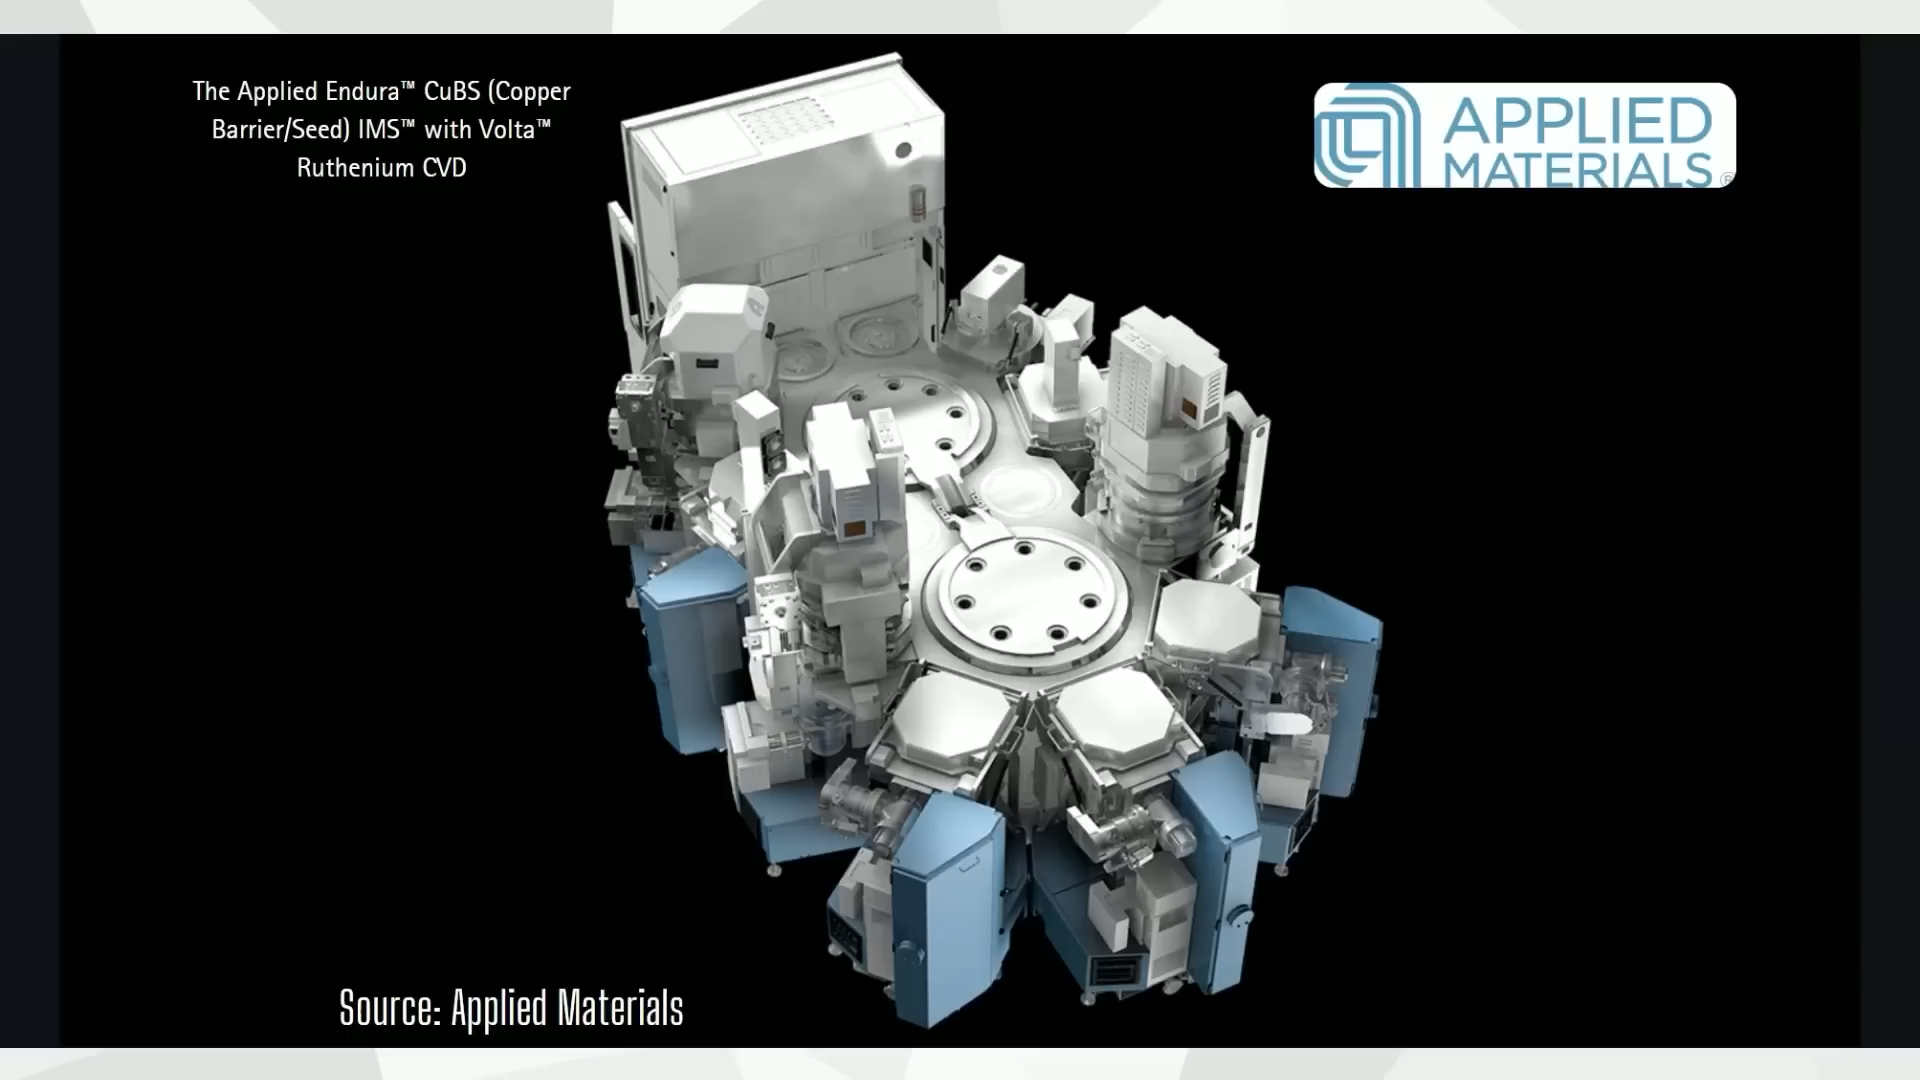 The Applied Endura™ CuBS (Copper
Barrier/Seed) IMS™ with Volta™
Ruthenium CVD
APPLIED
MATERIALS®
Source: Applied Materials